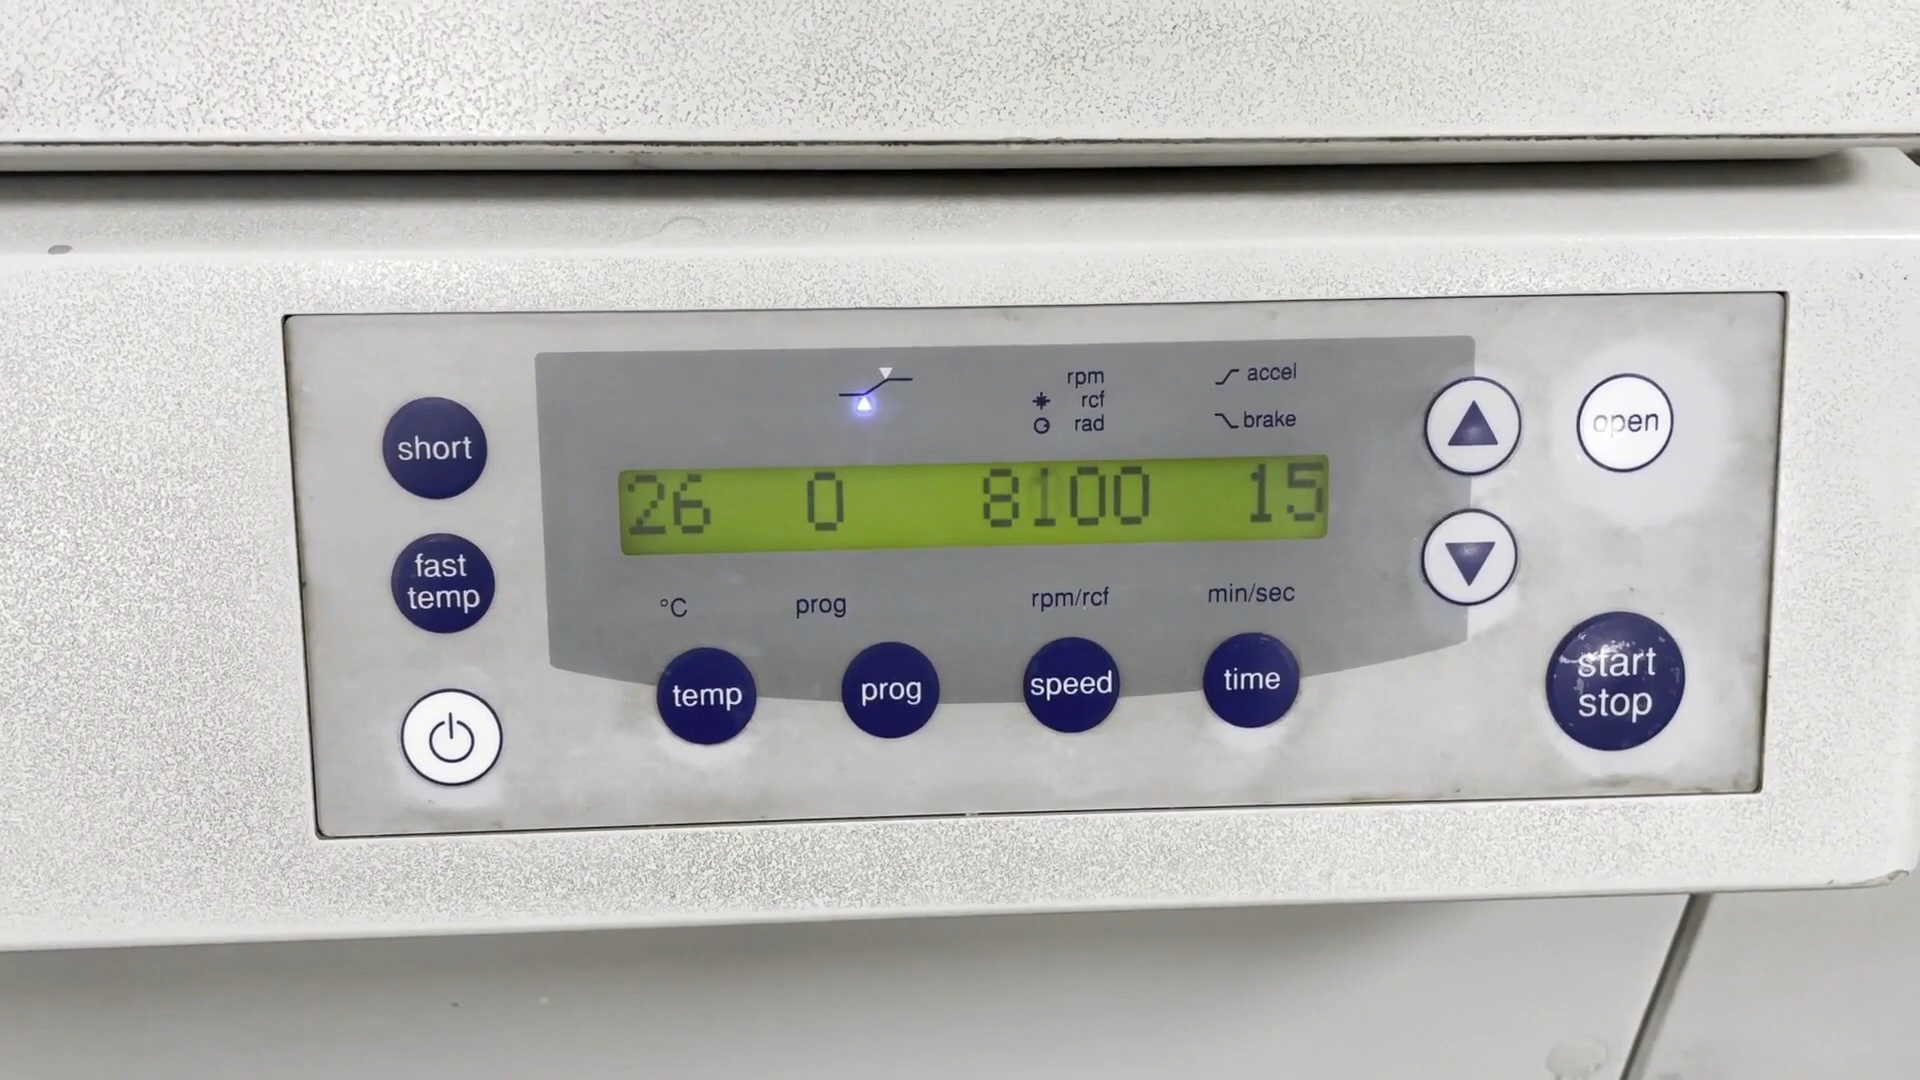 rpm
accel
rcf
rad
brake
short
open
26 0 8100 15
fast
temp
°C prog rpm/rcf min/sec
temp prog speed time
start
stop